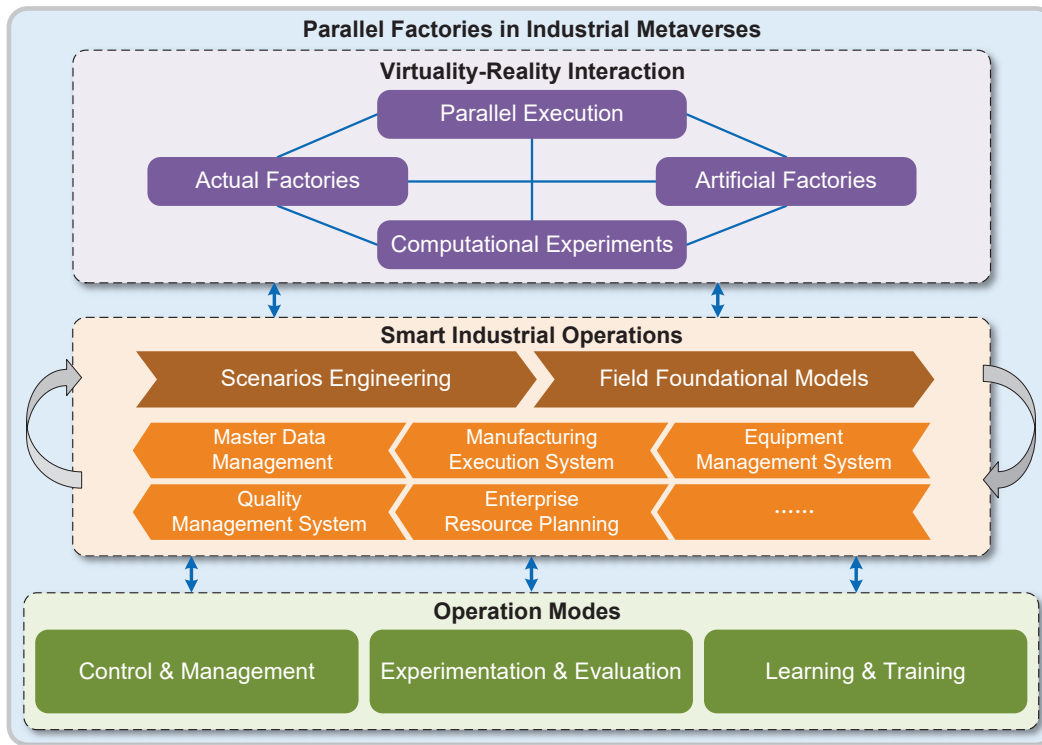 Parallel Factories in Industrial Metaverses
Virtuality-Reality Interaction
Parallel Execution
Actual Factories
Artificial Factories
Computational Experiments
Smart Industrial Operations
Scenarios Engineering
Field Foundational Models
Master Data
Management
Manufacturing
Execution System
Equipment
Management System
Quality
Management System
Enterprise
Resource Planning
......
Operation Modes
Control & Management
Experimentation & Evaluation
Learning & Training